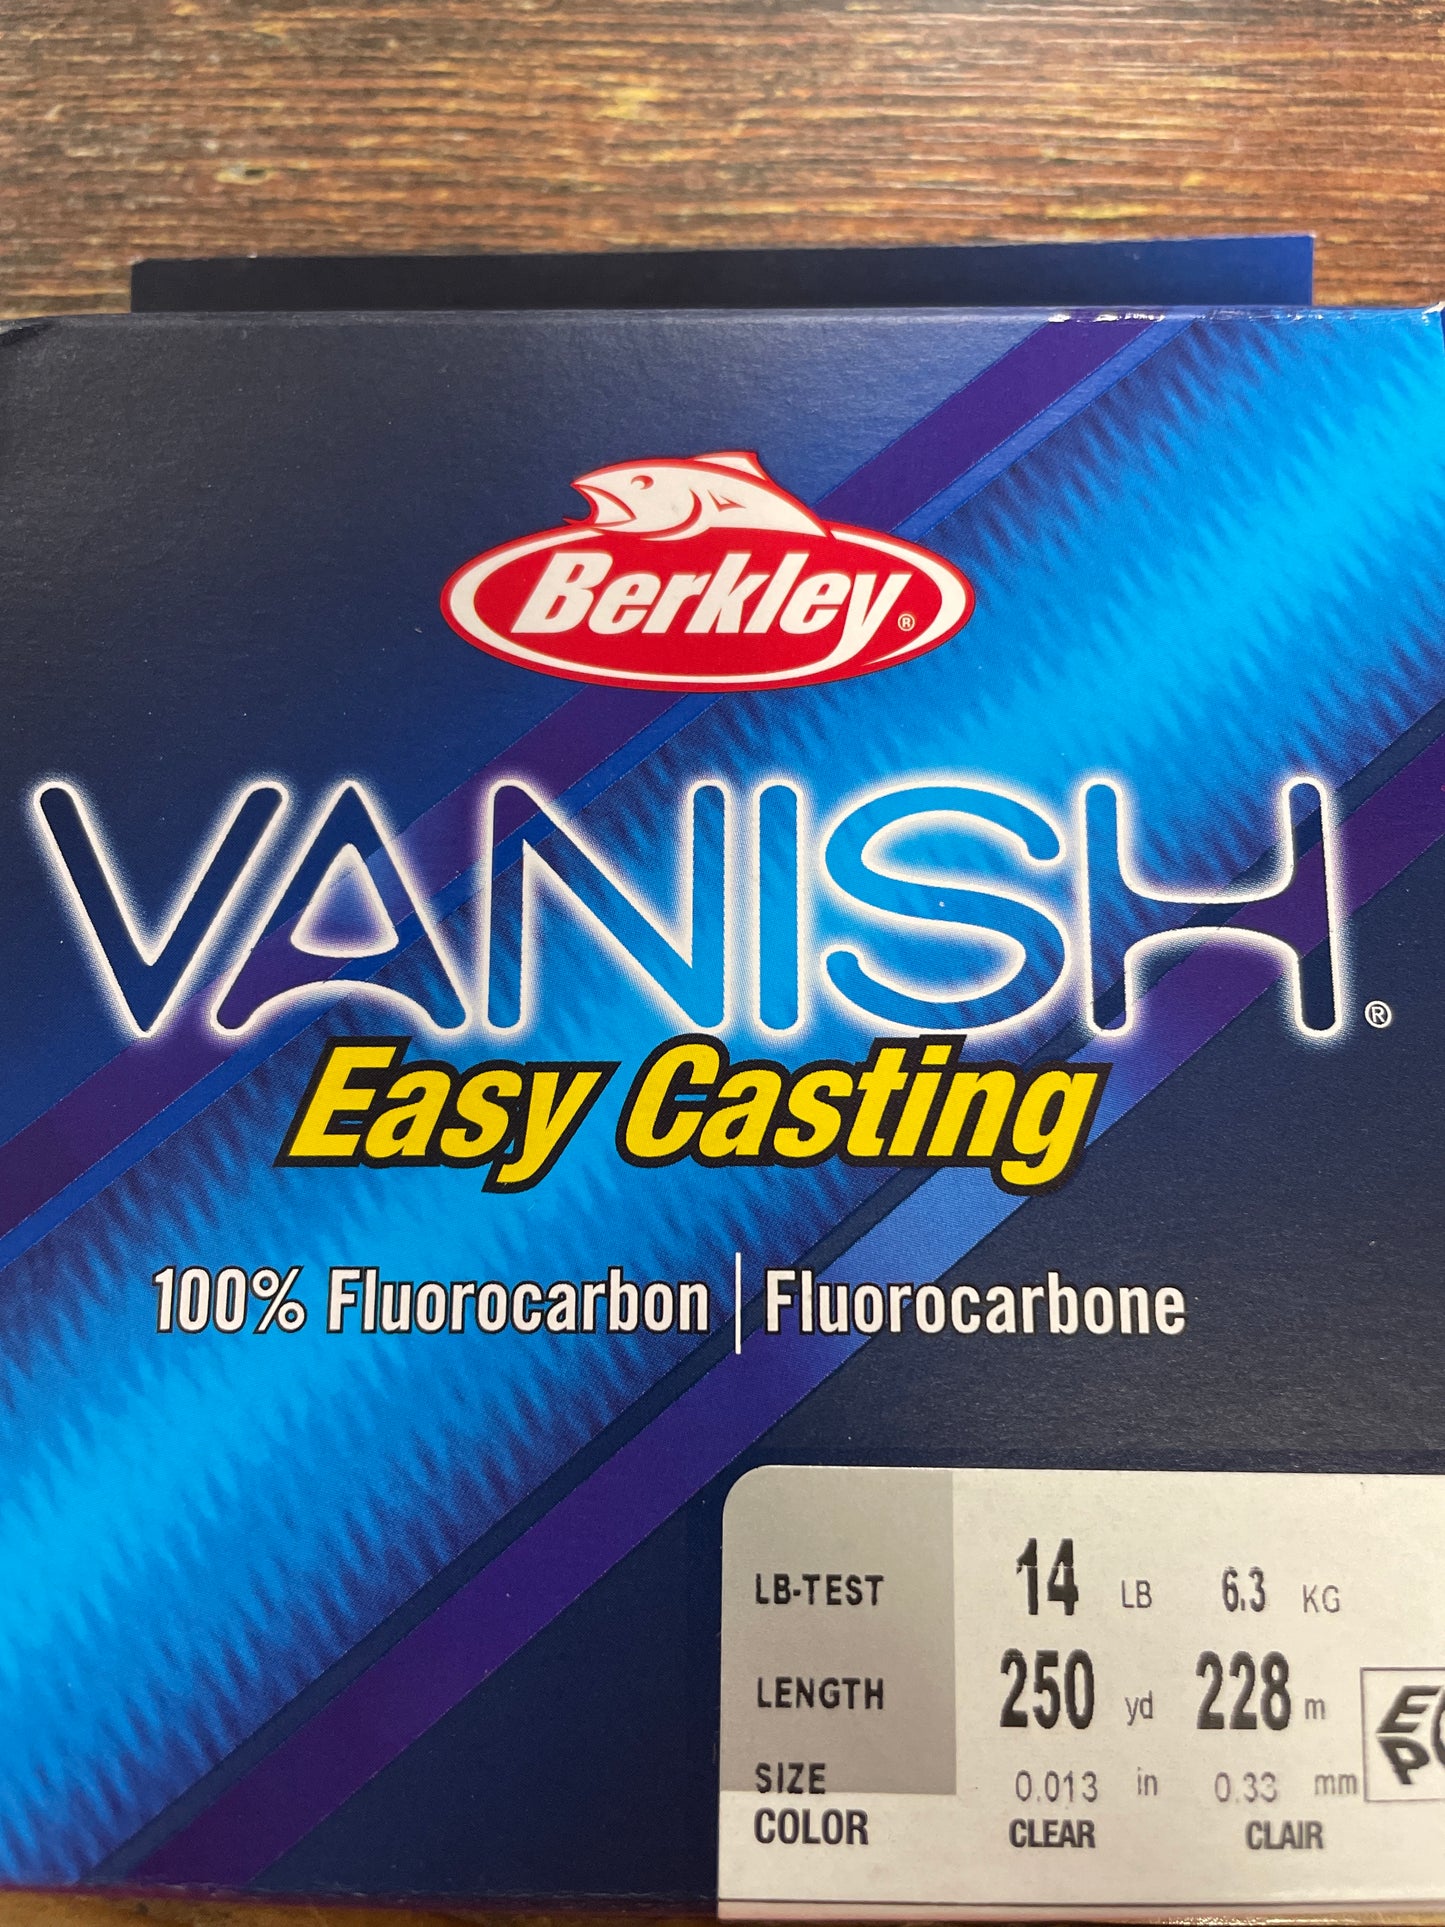 Berkley®
VANISH®
Easy Casting
100% Fluorocarbon | Fluorocarbone
LB-TEST 14 LB 6.3 KG
LENGTH 250 yd 228 m
SIZE 0.013 in 0.33 mm
COLOR CLEAR CLAIR